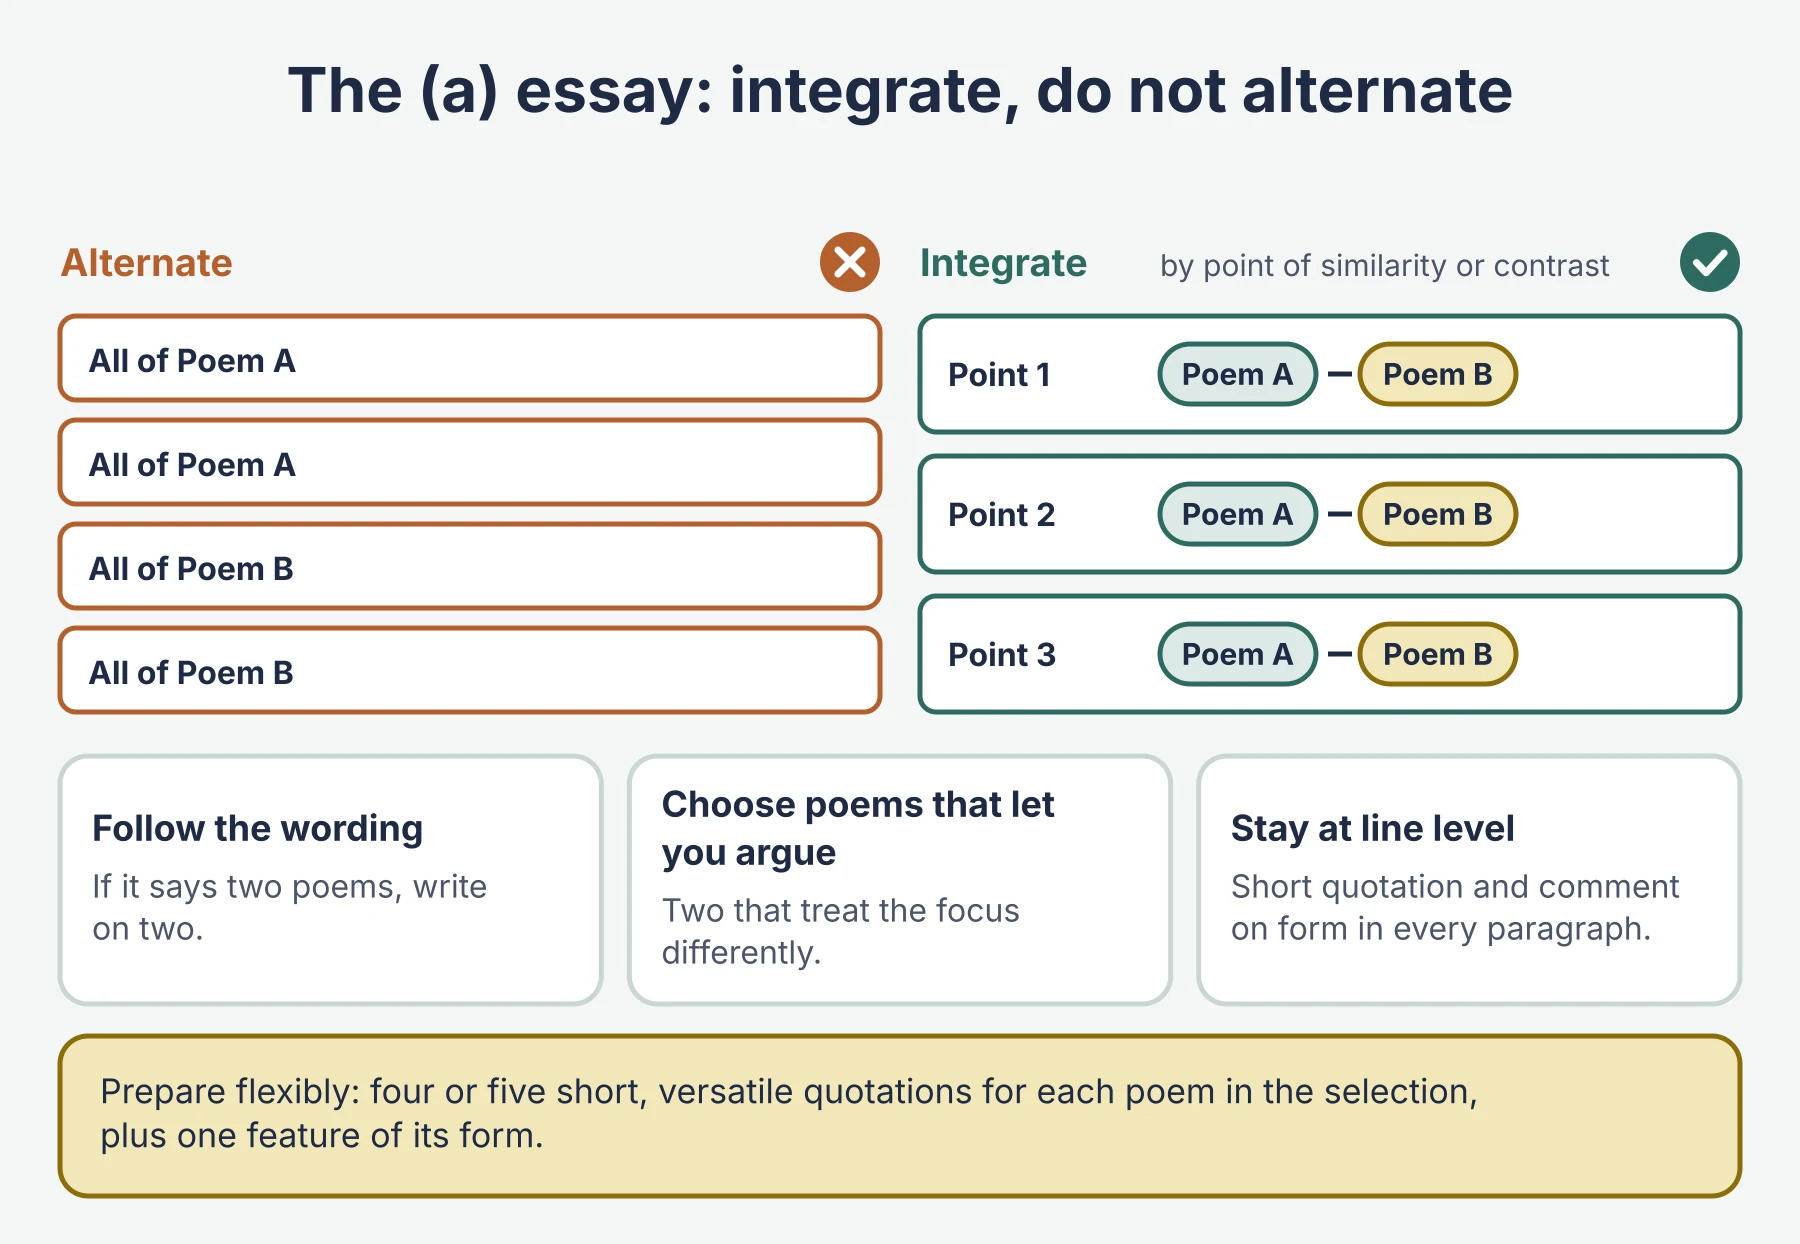 The (a) essay: integrate, do not alternate
Alternate
All of Poem A
All of Poem A
All of Poem B
All of Poem B
Integrate by point of similarity or contrast
Point 1 Poem A – Poem B
Point 2 Poem A – Poem B
Point 3 Poem A – Poem B
Follow the wording
If it says two poems, write
on two.
Choose poems that let
you argue
Two that treat the focus
differently.
Stay at line level
Short quotation and comment
on form in every paragraph.
Prepare flexibly: four or five short, versatile quotations for each poem in the selection,
plus one feature of its form.